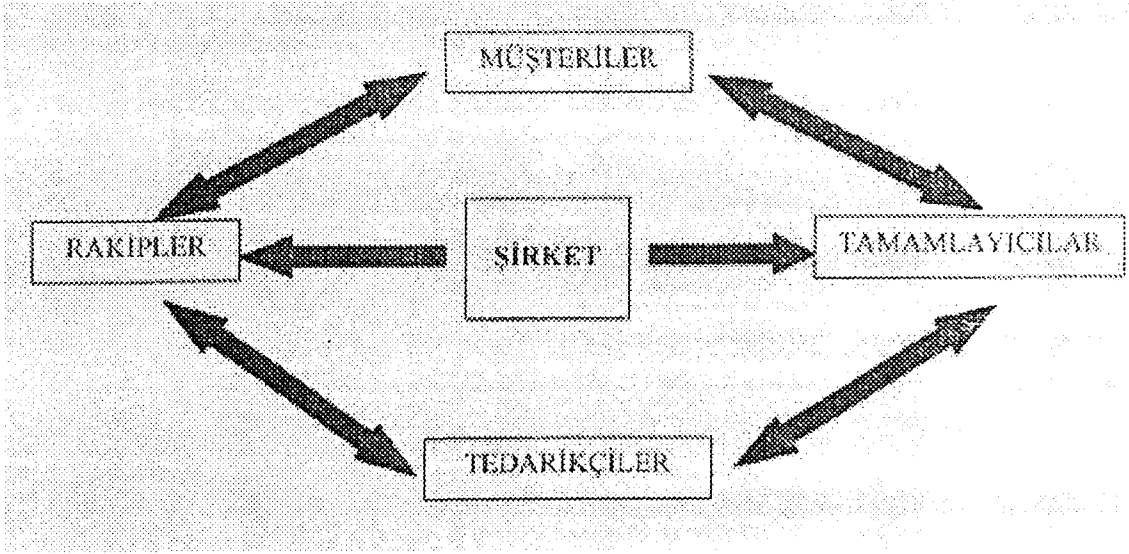 MÜŞTERİLER
RAKİPLER
ŞİRKET
TAMAMLAYICILAR
TEDARİKÇİLER